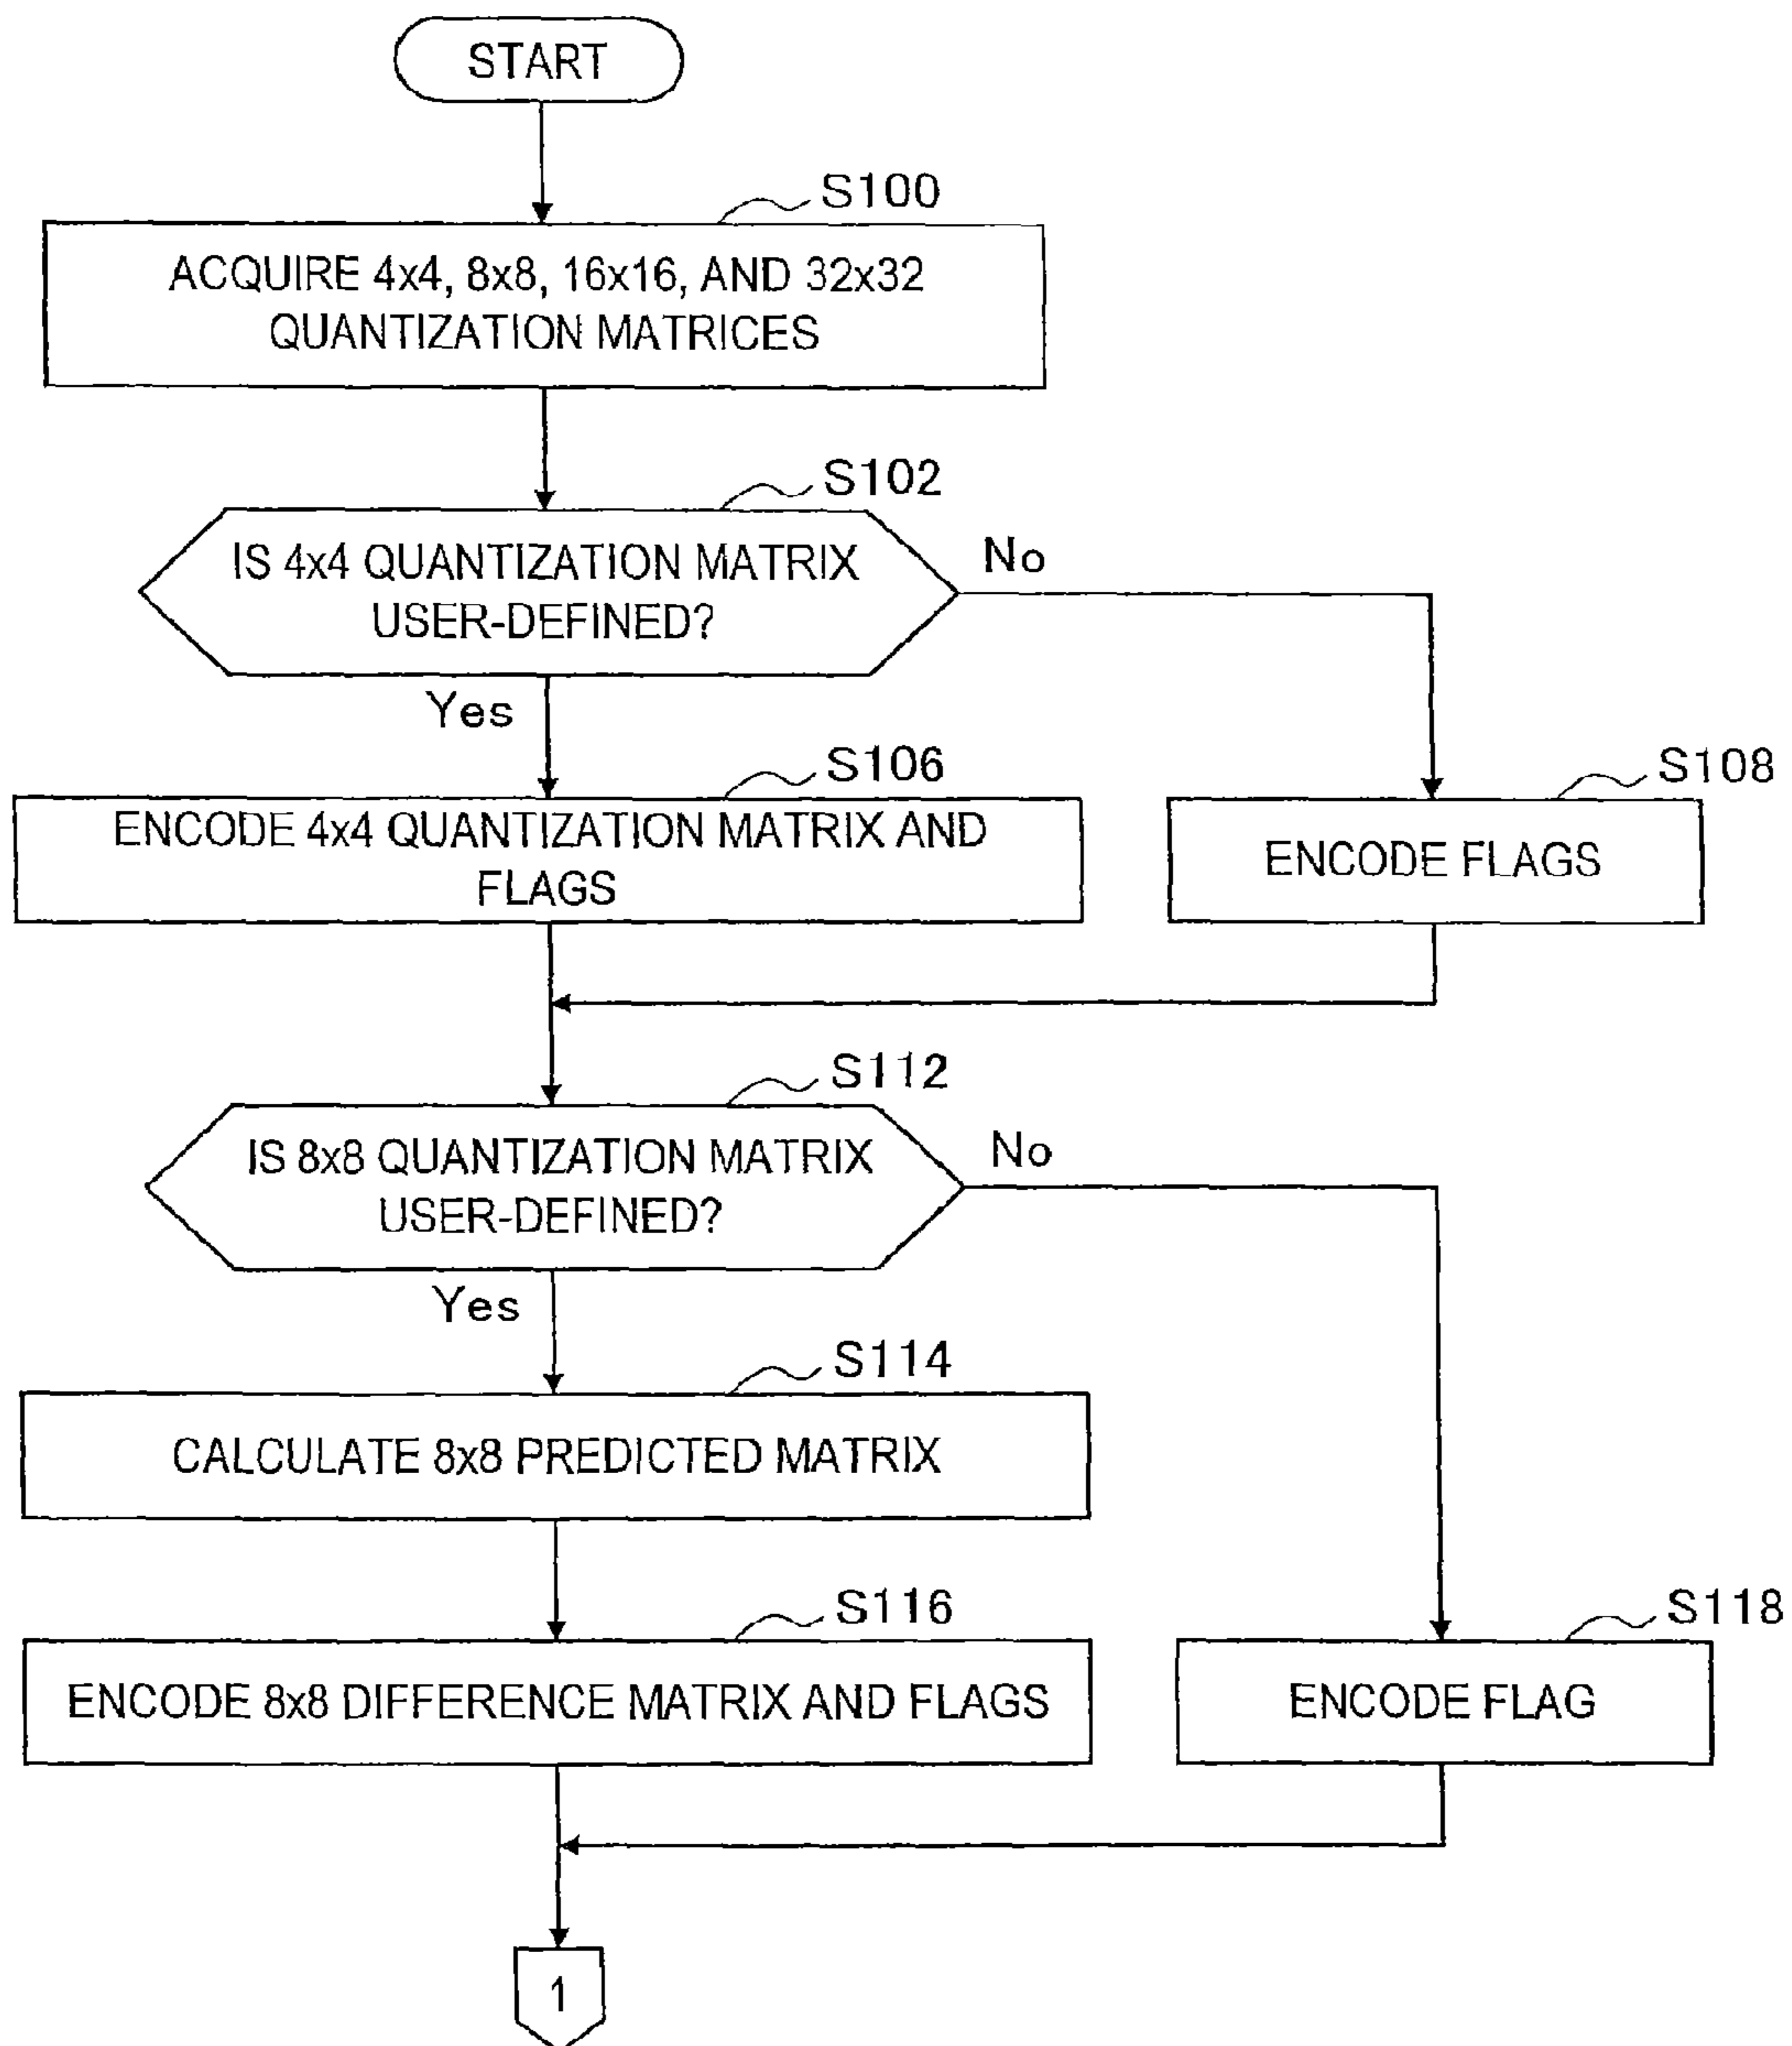 START
S100
ACQUIRE 4x4, 8x8, 16x16, AND 32x32
QUANTIZATION MATRICES
S102
IS 4x4 QUANTIZATION MATRIX
USER-DEFINED?
No
Yes
S106
S108
ENCODE 4x4 QUANTIZATION MATRIX AND
FLAGS
ENCODE FLAGS
S112
IS 8x8 QUANTIZATION MATRIX
USER-DEFINED?
No
Yes
S114
CALCULATE 8x8 PREDICTED MATRIX
S116
S118
ENCODE 8x8 DIFFERENCE MATRIX AND FLAGS
ENCODE FLAG
1